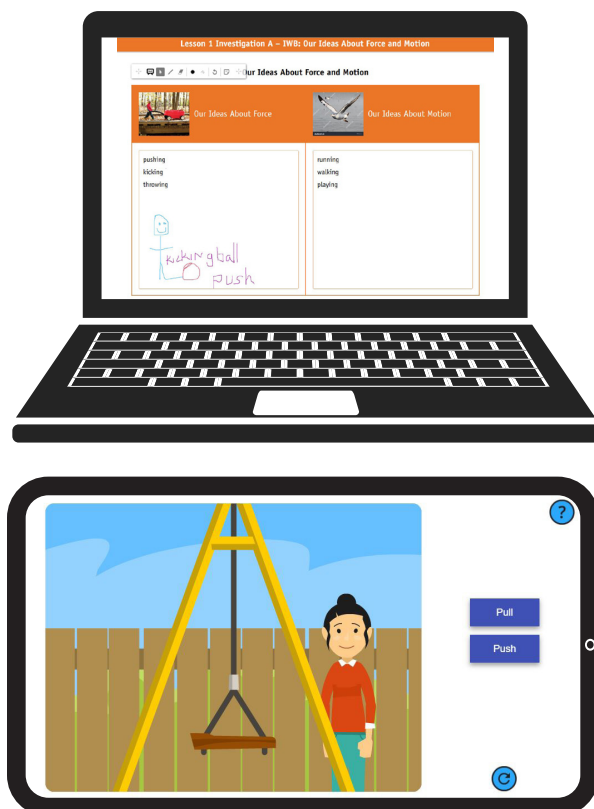 Lesson 1 Investigation A – IWB: Our Ideas About Force and Motion
Our Ideas About Force and Motion
Our Ideas About Force
Our Ideas About Motion
pushing
kicking
throwing
running
walking
playing
kicking ball
push
?
Pull
Push